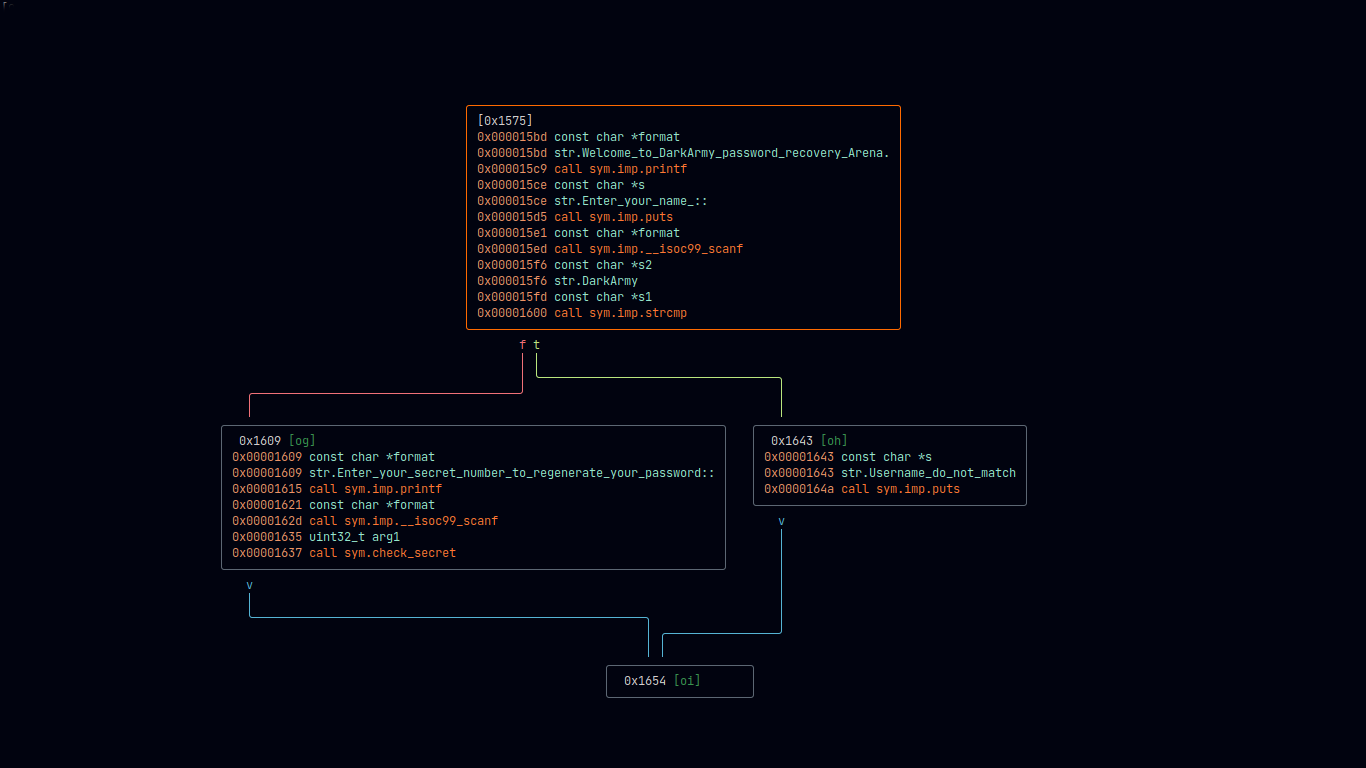 [0x1575]
0x000015bd const char *format
0x000015bd str.Welcome_to_DarkArmy_password_recovery_Arena.
0x000015c9 call sym.imp.printf
0x000015ce const char *s
0x000015ce str.Enter_your_name_::
0x000015d5 call sym.imp.puts
0x000015e1 const char *format
0x000015ed call sym.imp.__isoc99_scanf
0x000015f6 const char *s2
0x000015f6 str.DarkArmy
0x000015fd const char *s1
0x00001600 call sym.imp.strcmp
f t
0x1609 [og]
0x00001609 const char *format
0x00001609 str.Enter_your_secret_number_to_regenerate_your_password::
0x00001615 call sym.imp.printf
0x00001621 const char *format
0x0000162d call sym.imp.__isoc99_scanf
0x00001635 uint32_t arg1
0x00001637 call sym.check_secret
v
0x1643 [oh]
0x00001643 const char *s
0x00001643 str.Username_do_not_match
0x0000164a call sym.imp.puts
v
0x1654 [oi]